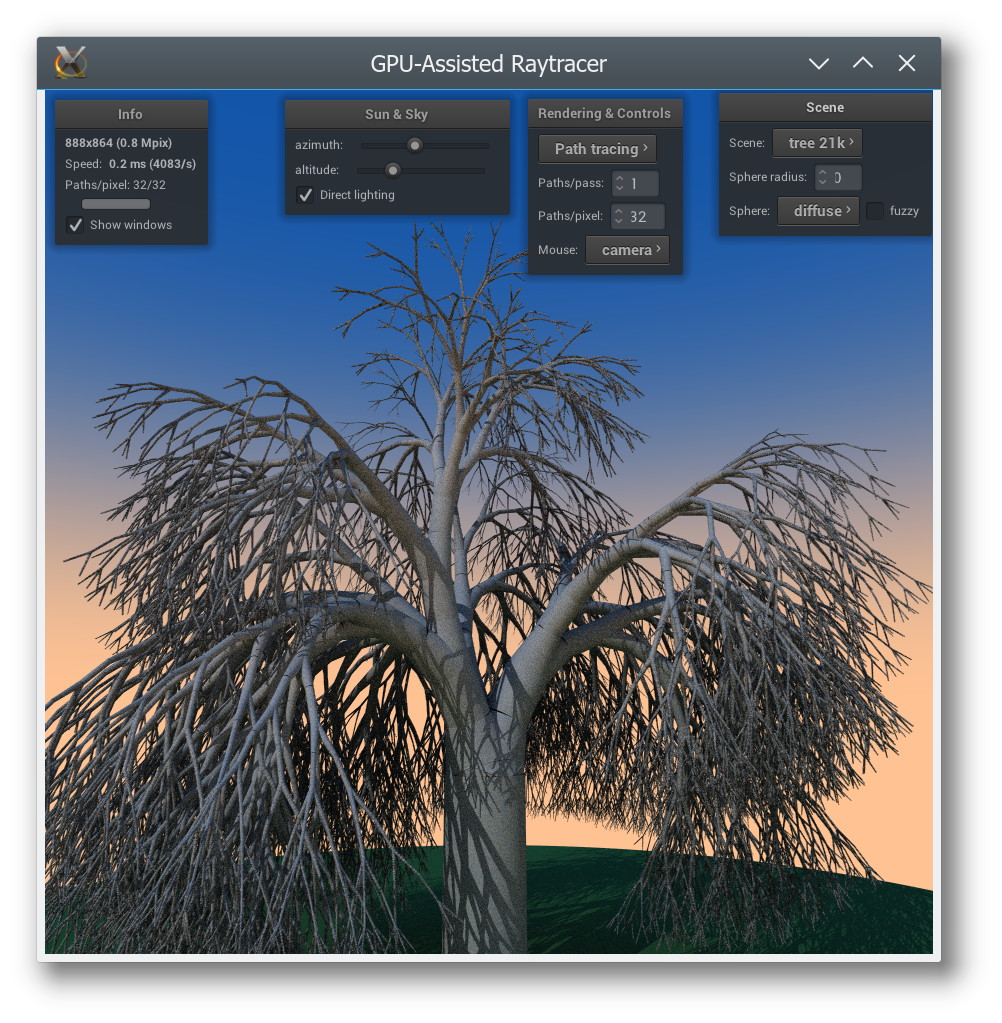 GPU-Assisted Raytracer
Info
888x864 (0.8 Mpix)
Speed: 0.2 ms (4083/s)
Paths/pixel: 32/32
Show windows
Sun & Sky
azimuth:
altitude:
Direct lighting
Rendering & Controls
Path tracing
Paths/pass: 1
Paths/pixel: 32
Mouse: camera
Scene
Scene: tree 21k
Sphere radius: 0
Sphere: diffuse fuzzy